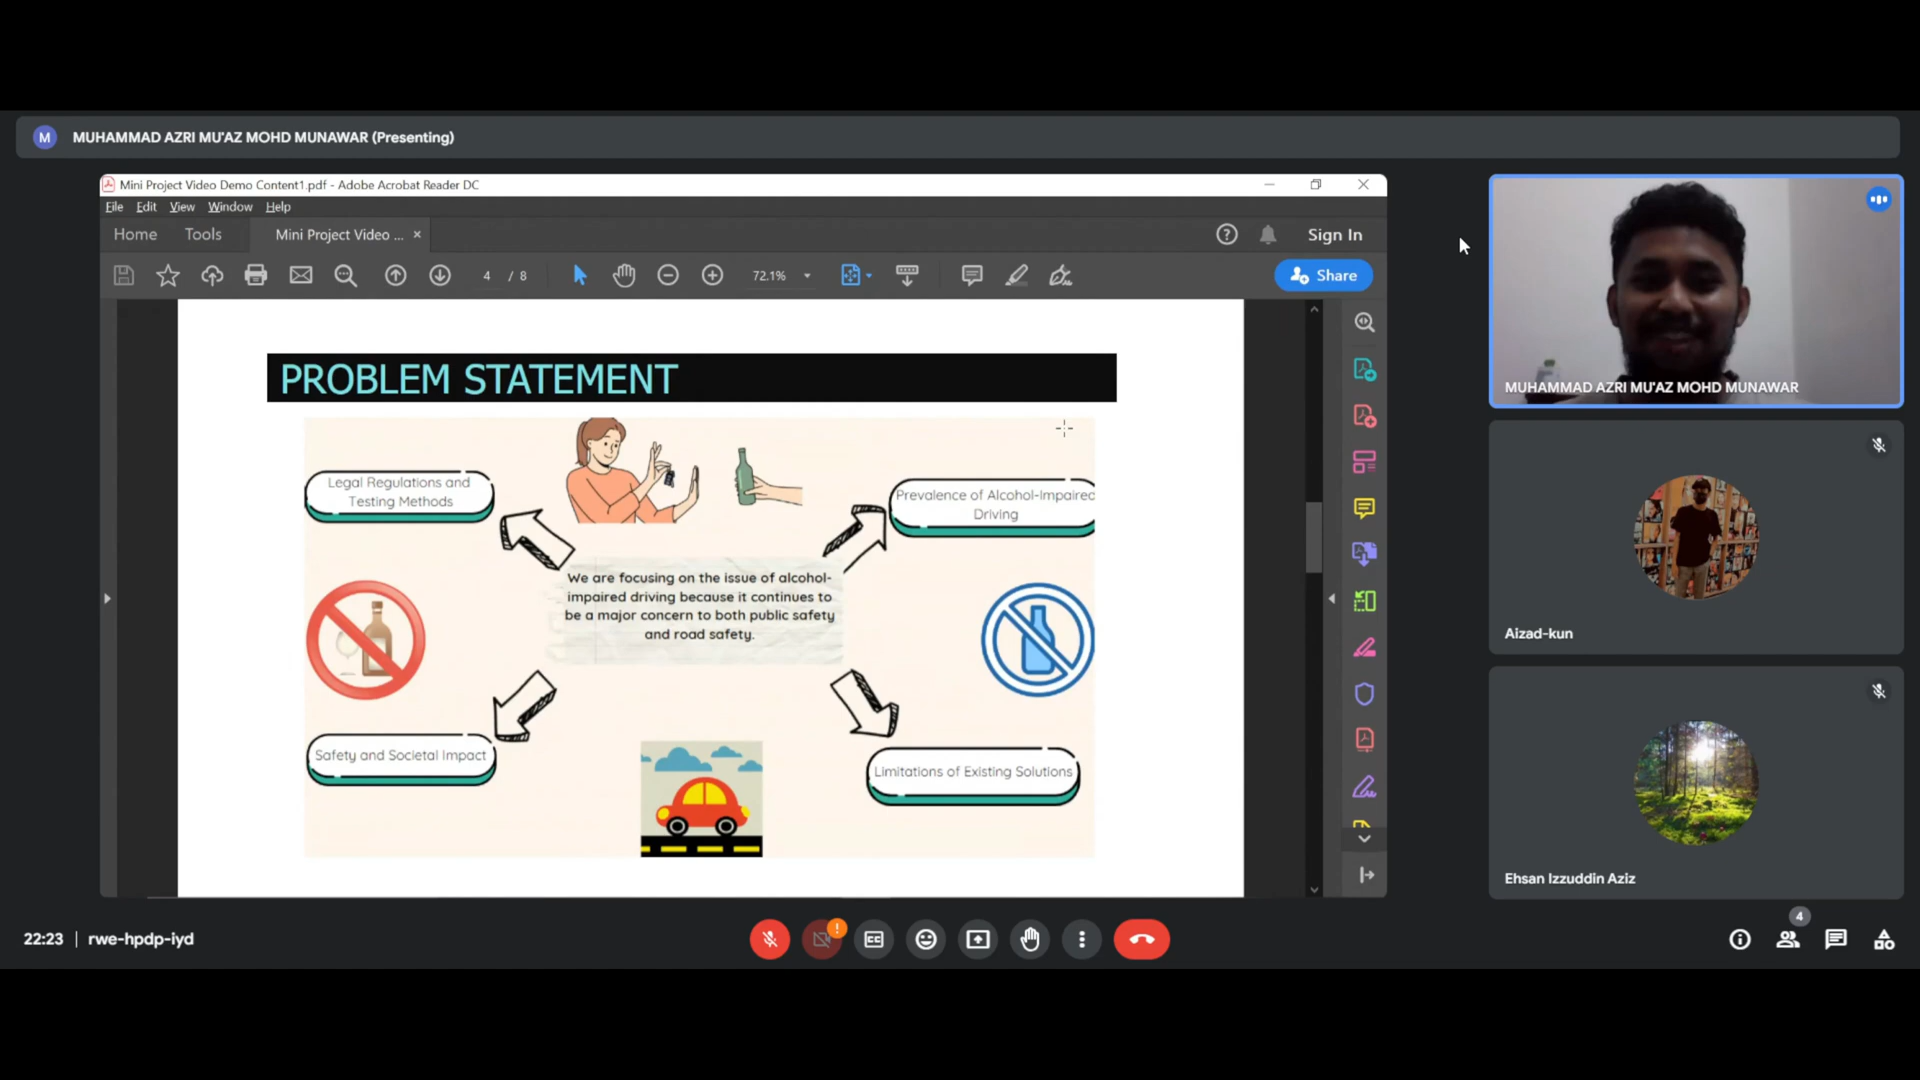 M MUHAMMAD AZRI MU'AZ MOHD MUNAWAR (Presenting)
Mini Project Video Demo Content1.pdf - Adobe Acrobat Reader DC
File Edit View Window Help
Home Tools Mini Project Video ... × Sign In
4 / 8 72.1% Share
PROBLEM STATEMENT
Legal Regulations and
Testing Methods
Prevalence of Alcohol-Impaired
Driving
We are focusing on the issue of alcohol-
impaired driving because it continues to
be a major concern to both public safety
and road safety.
Safety and Societal Impact
Limitations of Existing Solutions
MUHAMMAD AZRI MU'AZ MOHD MUNAWAR
Aizad-kun
Ehsan Izzuddin Aziz
22:23 | rwe-hpdp-iyd
4